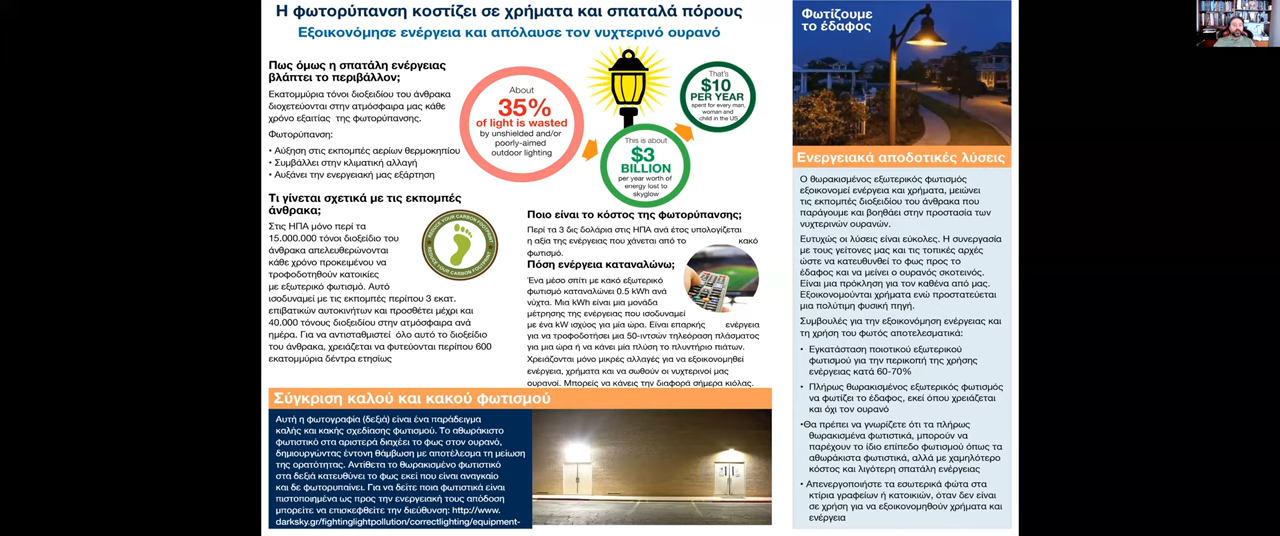 Η φωτορύπανση κοστίζει σε χρήματα και σπαταλά πόρους
Εξοικονόμησε ενέργεια και απόλαυσε τον νυχτερινό ουρανό
Πως όμως η σπατάλη ενέργειας
βλάπτει το περιβάλλον;
Εκατομμύρια τόνοι διοξειδίου του άνθρακα
διοχετεύονται στην ατμόσφαιρα μας κάθε
χρόνο εξαιτίας της φωτορύπανσης.
Φωτορύπανση:
• Αύξηση στις εκπομπές αερίων θερμοκηπίου
• Συμβάλλει στην κλιματική αλλαγή
• Αυξάνει την ενεργειακή μας εξάρτηση
Τι γίνεται σχετικά με τις εκπομπές
άνθρακα;
Στις ΗΠΑ μόνο περί τα
15.000.000 τόνοι διοξείδιο του
άνθρακα απελευθερώνονται
κάθε χρόνο προκειμένου να
τροφοδοτηθούν κατοικίες
με εξωτερικό φωτισμό. Αυτό
ισοδυναμεί με τις εκπομπές περίπου 3 εκατ.
επιβατικών αυτοκινήτων και προσθέτει μέχρι και
40.000 τόνους διοξειδίου στην ατμόσφαιρα ανά
ημέρα. Για να αντισταθμιστεί όλο αυτό το διοξείδιο
του άνθρακα, χρειάζεται να φυτεύονται περίπου 600
εκατομμύρια δέντρα ετησίως
REDUCE YOUR CARBON FOOTPRINT
REDUCE YOUR CARBON FOOTPRINT
About
35%
of light is wasted
by unshielded and/or
poorly-aimed
outdoor lighting
This is about
$3
BILLION
per year worth of
energy lost to
skyglow
That's
$10
PER YEAR
spent for every man,
woman and
child in the US
Ποιο είναι το κόστος της φωτορύπανσης;
Περί τα 3 δις δολάρια στις ΗΠΑ ανά έτος υπολογίζεται
η αξία της ενέργειας που χάνεται από το κακό
φωτισμό.
Πόση ενέργεια καταναλώνω;
Ένα μέσο σπίτι με κακό εξωτερικό
φωτισμό καταναλώνει 0.5 kWh ανά
νύχτα. Μια kWh είναι μια μονάδα
μέτρησης της ενέργειας που ισοδυναμεί
με ένα kW ισχύος για μία ώρα. Είναι επαρκής ενέργεια
για να τροφοδοτήσει μια 50-ιντσών τηλεόραση πλάσματος
για μια ώρα ή να κάνει μία πλύση το πλυντήριο πιάτων.
Χρειάζονται μόνο μικρές αλλαγές για να εξοικονομηθεί
ενέργεια, χρήματα και να σωθούν οι νυχτερινοί μας
ουρανοί. Μπορείς να κάνεις την διαφορά σήμερα κιόλας.
Σύγκριση καλού και κακού φωτισμού
Αυτή η φωτογραφία (δεξιά) είναι ένα παράδειγμα
καλής και κακής σχεδίασης φωτισμού. Το αθωράκιστο
φωτιστικό στα αριστερά διαχέει το φως στον ουρανό,
δημιουργώντας έντονη θάμβωση με αποτέλεσμα τη μείωση
της ορατότητας. Αντίθετα το θωρακισμένο φωτιστικό
στα δεξιά κατευθύνει το φως εκεί που είναι αναγκαίο
και δε φωτορυπαίνει. Για να δείτε ποια φωτιστικά είναι
πιστοποιημένα ως προς την ενεργειακή τους απόδοση
μπορείτε να επισκεφθείτε την διεύθυνση: http://www.
darksky.gr/fightinglightpollution/correctlighting/equipment-
Φωτίζουμε
το έδαφος
Ενεργειακά αποδοτικές λύσεις
Ο θωρακισμένος εξωτερικός φωτισμός
εξοικονομεί ενέργεια και χρήματα, μειώνει
τις εκπομπές διοξειδίου του άνθρακα που
παράγουμε και βοηθάει στην προστασία των
νυχτερινών ουρανών.
Ευτυχώς οι λύσεις είναι εύκολες. Η συνεργασία
με τους γείτονες μας και τις τοπικές αρχές
ώστε να κατευθυνθεί το φως προς το
έδαφος και να μείνει ο ουρανός σκοτεινός.
Είναι μια πρόκληση για τον καθένα από μας.
Εξοικονομούνται χρήματα ενώ προστατεύεται
μια πολύτιμη φυσική πηγή.
Συμβουλές για την εξοικονόμηση ενέργειας και
τη χρήση του φωτός αποτελεσματικά:
• Εγκατάσταση ποιοτικού εξωτερικού
φωτισμού για την περικοπή της χρήσης
ενέργειας κατά 60-70%
• Πλήρως θωρακισμένος εξωτερικός φωτισμός
να φωτίζει το έδαφος, εκεί όπου χρειάζεται
και όχι τον ουρανό
•Θα πρέπει να γνωρίζετε ότι τα πλήρως
θωρακισμένα φωτιστικά, μπορούν να
παρέχουν το ίδιο επίπεδο φωτισμού όπως τα
αθωράκιστα φωτιστικά, αλλά με χαμηλότερο
κόστος και λιγότερη σπατάλη ενέργειας
• Απενεργοποιήστε τα εσωτερικά φώτα στα
κτίρια γραφείων ή κατοικιών, όταν δεν είναι
σε χρήση για να εξοικονομηθούν χρήματα και
ενέργεια